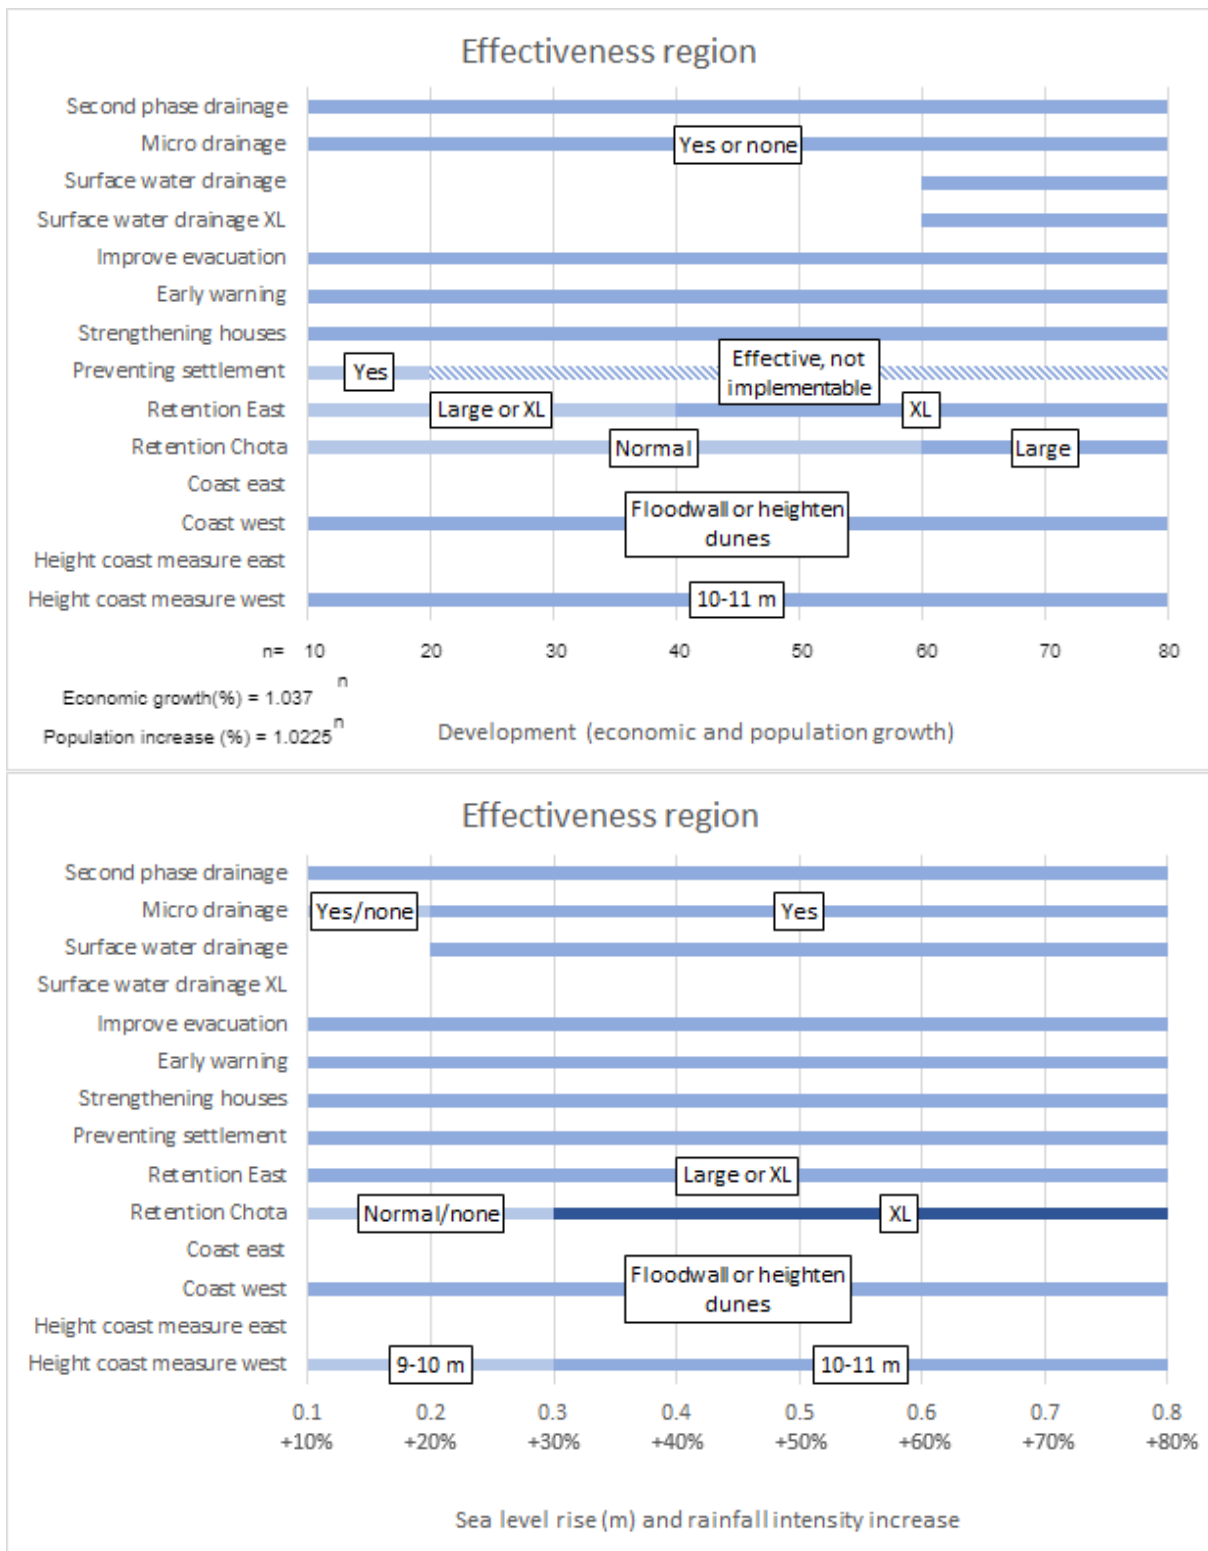 Effectiveness region
Second phase drainage
Micro drainage
Yes or none
Surface water drainage
Surface water drainage XL
Improve evacuation
Early warning
Strengthening houses
Preventing settlement
Yes
Effective, not
implementable
Retention East
Large or XL
XL
Retention Chota
Normal
Large
Coast east
Coast west
Floodwall or heighten
dunes
Height coast measure east
Height coast measure west
10-11 m
n= 10 20 30 40 50 60 70 80
Economic growth(%) = 1.037 n
Population increase (%) = 1.0225 n
Development (economic and population growth)
Effectiveness region
Second phase drainage
Micro drainage
Yes/none
Yes
Surface water drainage
Surface water drainage XL
Improve evacuation
Early warning
Strengthening houses
Preventing settlement
Retention East
Large or XL
Retention Chota
Normal/none
XL
Coast east
Coast west
Floodwall or heighten
dunes
Height coast measure east
Height coast measure west
9-10 m
10-11 m
0.1 0.2 0.3 0.4 0.5 0.6 0.7 0.8
+10% +20% +30% +40% +50% +60% +70% +80%
Sea level rise (m) and rainfall intensity increase